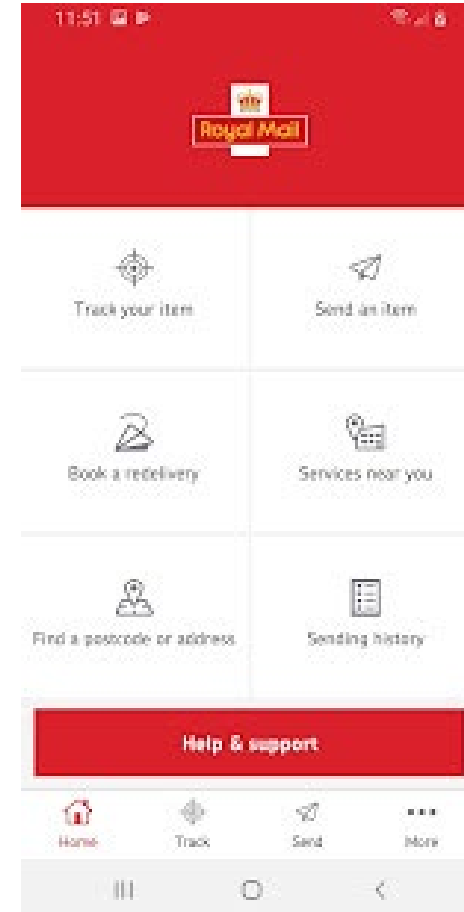 11:51
Royal Mail
Track your item
Send an item
Book a redelivery
Services near you
Find a postcode or address
Sending history
Help & support
Home
Track
Send
More